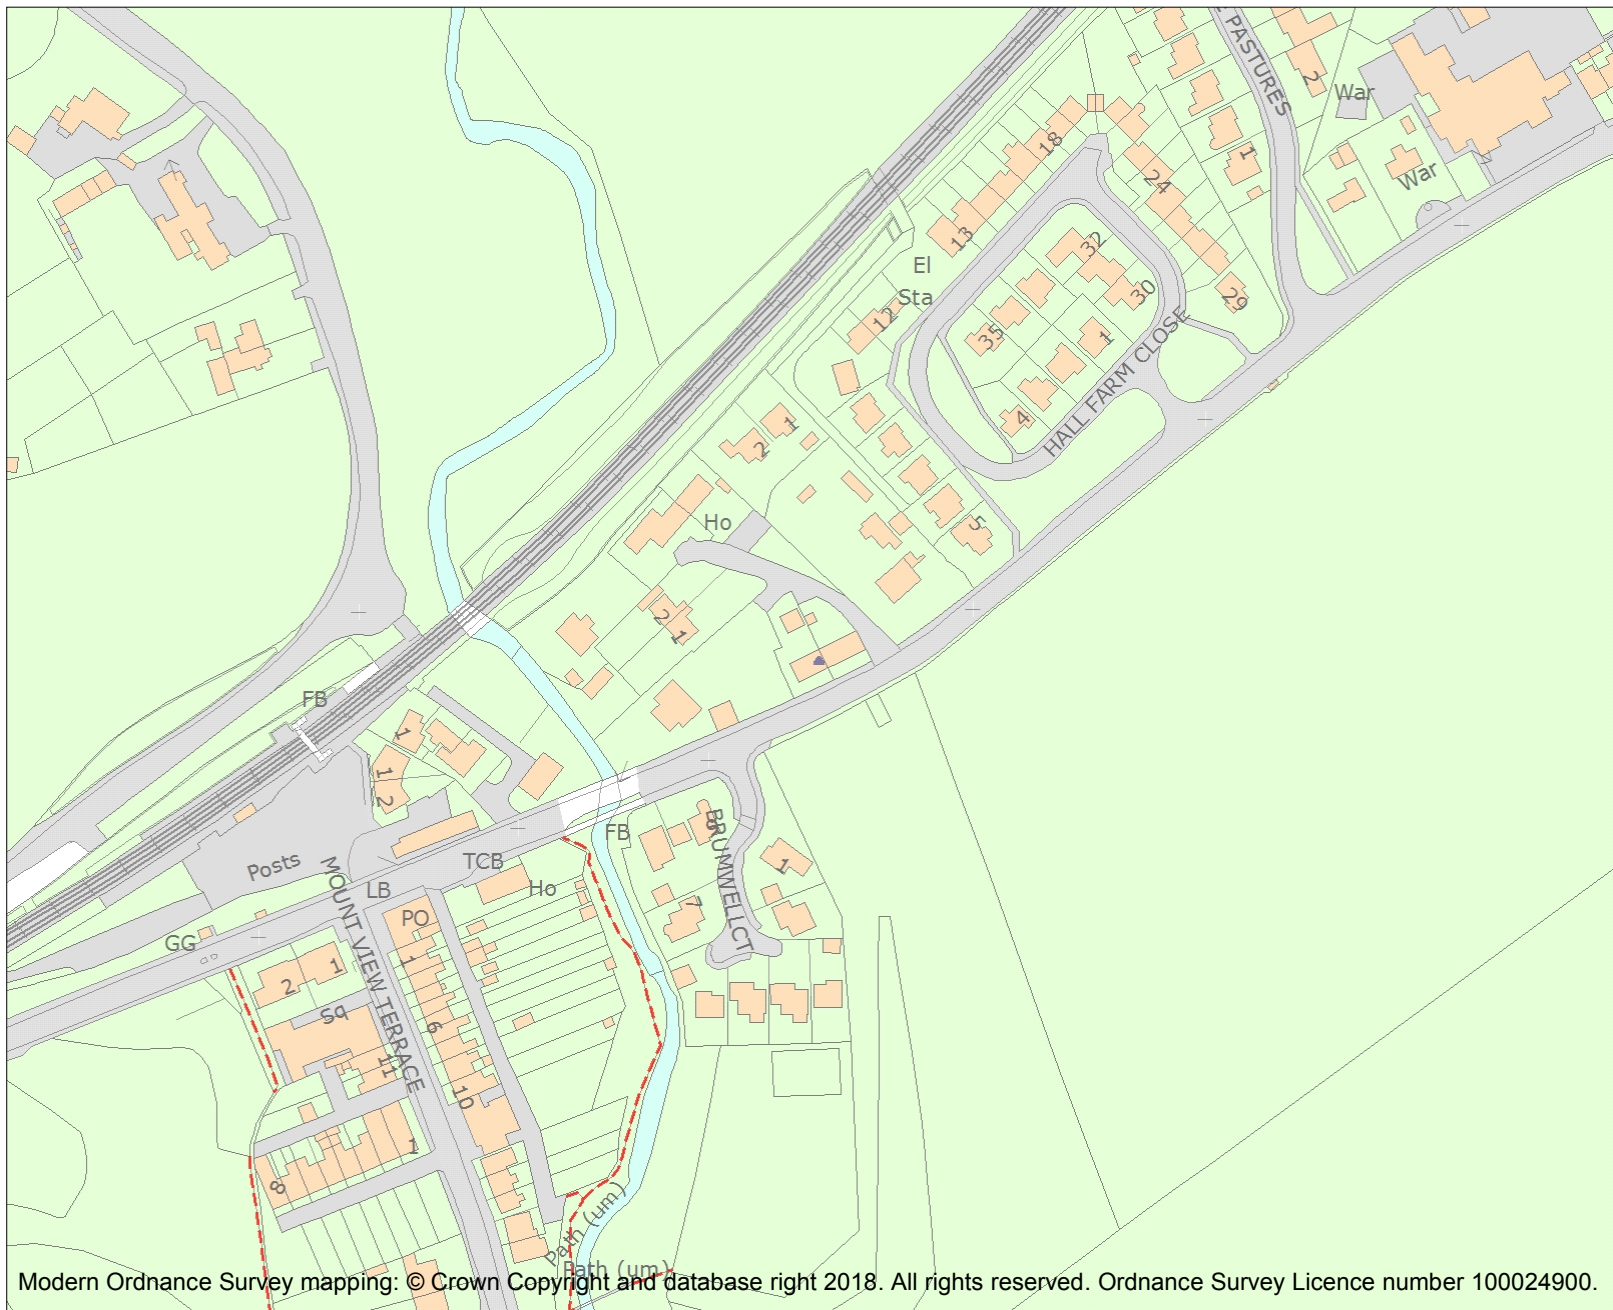 E PASTURES
2
War
18
1
24
War
13
32
El
Sta
30
29
12
35
1
HALL FARM CLOSE
4
1
2
Ho
5
2
1
FB
1
1
2
FB
8
BRUMWELL CT
1
Posts
TCB
MOUNT VIEW TERRACE
LB
Ho
PO
7
GG
1
1
2
Sq
6
11
10
1
8
Path (um)
Path (um)
Modern Ordnance Survey mapping: © Crown Copyright and database right 2018. All rights reserved. Ordnance Survey Licence number 100024900.